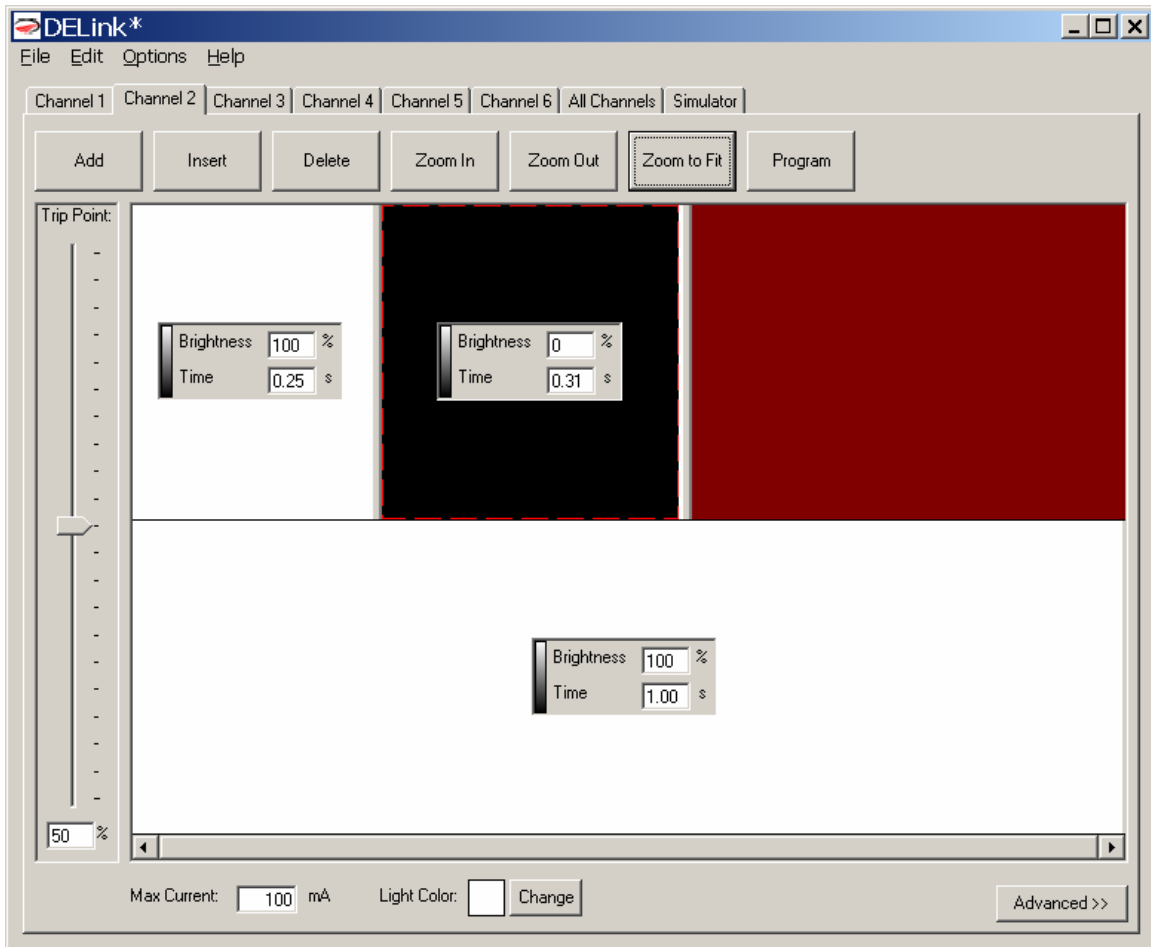 DELink*
File Edit Options Help
Channel 1 Channel 2 Channel 3 Channel 4 Channel 5 Channel 6 All Channels Simulator
Add Insert Delete Zoom In Zoom Out Zoom to Fit Program
Trip Point:
Brightness 100 % Brightness 0 %
Time 0.25 s Time 0.31 s
Brightness 100 %
Time 1.00 s
50 %
Max Current: 100 mA Light Color: Change Advanced >>